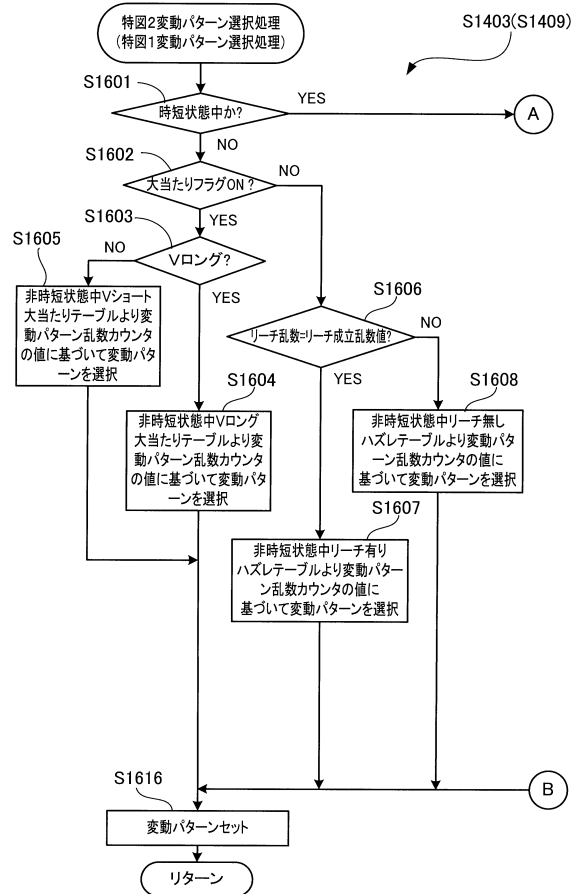 特図2変動パターン選択処理
(特図1変動パターン選択処理)
S1403(S1409)
S1601
時短状態中か?
YES
A
NO
S1602
大当たりフラグON?
NO
YES
S1603
Vロング?
NO
YES
S1605
非時短状態中Vショート
大当たりテーブルより変
動パターン乱数カウンタ
の値に基づいて変動パタ
ーンを選択
S1606
リーチ乱数=リーチ成立乱数値?
NO
YES
S1604
非時短状態中Vロング
大当たりテーブルより変
動パターン乱数カウンタ
の値に基づいて変動パタ
ーンを選択
S1608
非時短状態中リーチ無し
ハズレテーブルより変動パタ
ーン乱数カウンタの値に
基づいて変動パターンを選択
S1607
非時短状態中リーチ有り
ハズレテーブルより変動パター
ン乱数カウンタの値に
基づいて変動パターンを選択
B
S1616
変動パターンセット
リターン